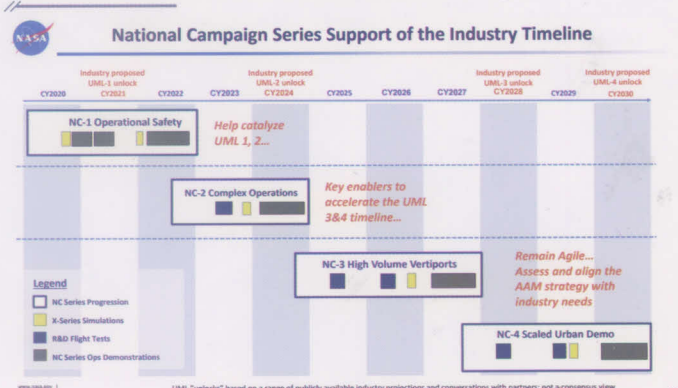 NASA
National Campaign Series Support of the Industry Timeline
Industry proposed
UML-1 unlock
Industry proposed
UML-2 unlock
Industry proposed
UML-3 unlock
Industry proposed
UML-4 unlock
CY2020 CY2021 CY2022 CY2023 CY2024 CY2025 CY2026 CY2027 CY2028 CY2029 CY2030
NC-1 Operational Safety
Help catalyze
UML 1, 2...
NC-2 Complex Operations
Key enablers to
accelerate the UML
3&4 timeline...
NC-3 High Volume Vertiports
Remain Agile...
Assess and align the
AAM strategy with
industry needs
NC-4 Scaled Urban Demo
Legend
NC Series Progression
X-Series Simulations
R&D Flight Tests
NC Series Ops Demonstrations
UML "unlocks" based on a range of publicly available industry projections and conversations with partners; not a consensus view